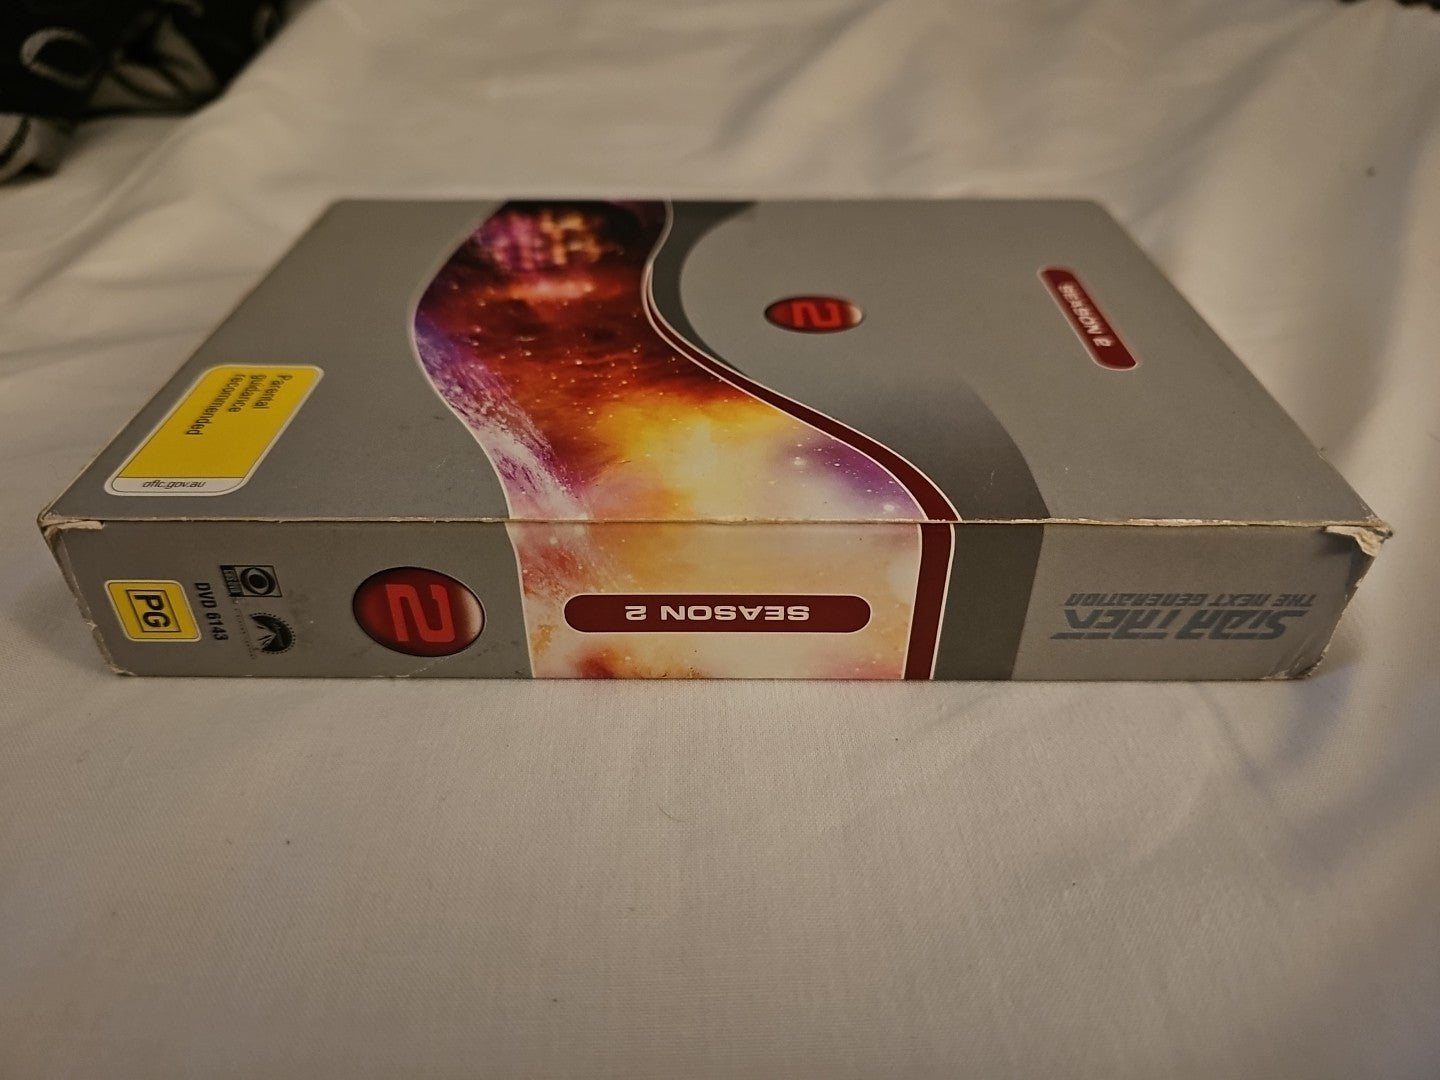 SEASON 2
2
Parental
guidance
recommended
oflc.gov.au
STAR TREK
THE NEXT GENERATION
SEASON 2
2
DVD 6143
PG